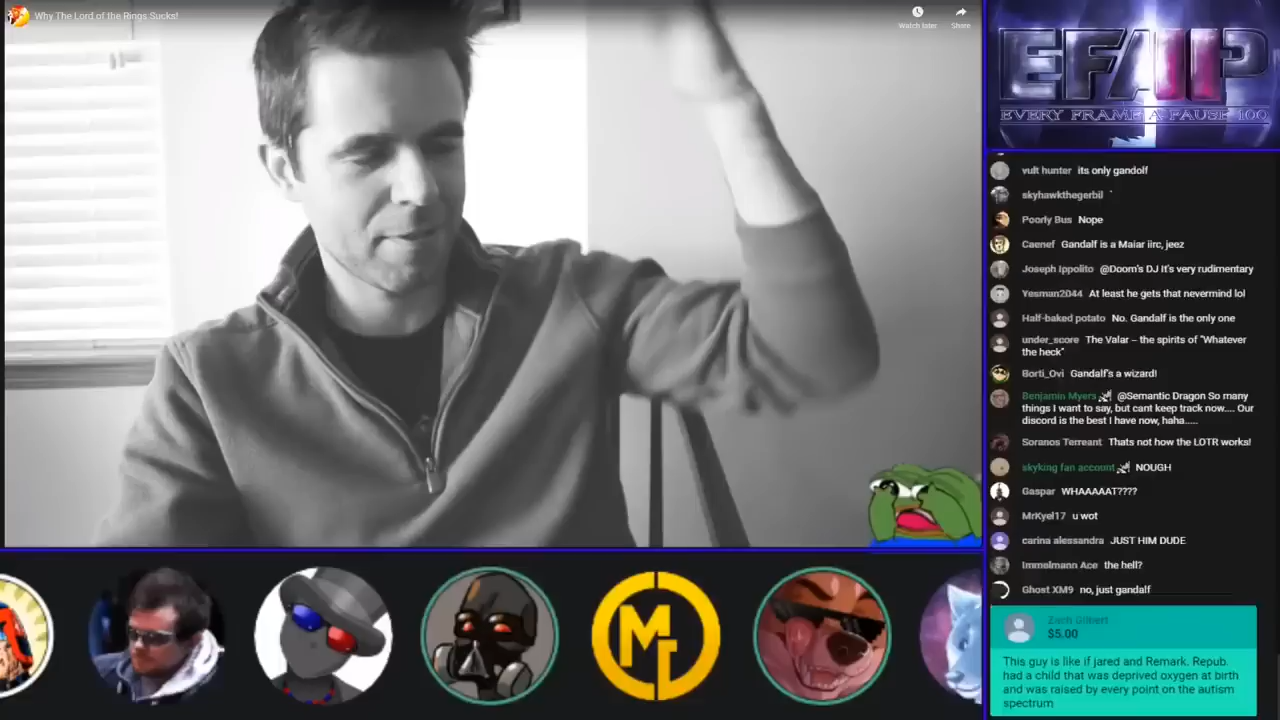 Why The Lord of the Rings Sucks!
Watch later
Share
EFAP
EVERY FRAME A PAUSE 100
vult hunter its only gandolf
skyhawkthegerbil `
Poorly Bus Nope
Caenef Gandalf is a Maiar iirc, jeez
Joseph Ippolito @Doom's DJ It's very rudimentary
Yesman2044 At least he gets that nevermind lol
Half-baked potato No. Gandalf is the only one
under_score The Valar – the spirits of "Whatever
the heck"
Borti_Ovi Gandalf's a wizard!
Benjamin Myers @Semantic Dragon So many
things I want to say, but cant keep track now.... Our
discord is the best I have now, haha.....
Soranos Terreant Thats not how the LOTR works!
skyking fan account NOUGH
Gaspar WHAAAAAT????
MrKyel17 u wot
carina alessandra JUST HIM DUDE
Immelmann Ace the hell?
Ghost XM9 no, just gandalf
Zach Gilbert
$5.00
This guy is like if jared and Remark. Repub.
had a child that was deprived oxygen at birth
and was raised by every point on the autism
spectrum
M